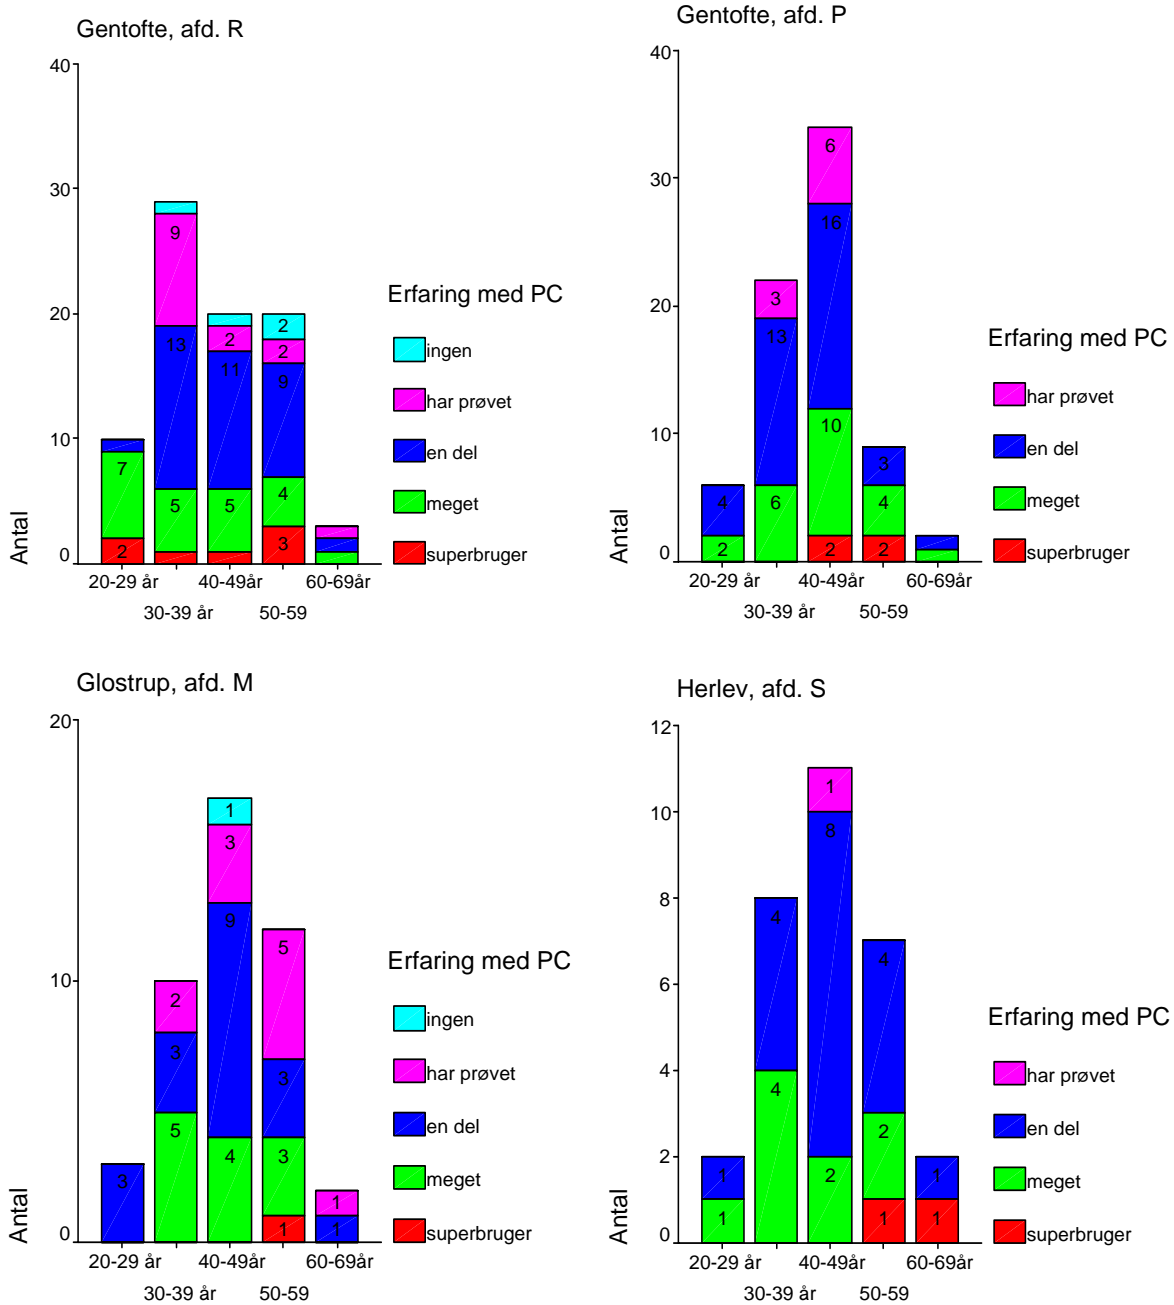 Gentofte, afd. R
40
30
20
10
0
Antal
9
13
5
7
2
2
11
5
2
2
9
4
3
20-29 år
40-49år
60-69år
30-39 år
50-59
Erfaring med PC
ingen
har prøvet
en del
meget
superbruger
Gentofte, afd. P
40
30
20
10
0
Antal
4
2
3
13
6
6
16
10
2
3
4
2
20-29 år
40-49år
60-69år
30-39 år
50-59
Erfaring med PC
har prøvet
en del
meget
superbruger
Glostrup, afd. M
20
10
0
Antal
3
2
3
5
1
3
9
4
5
3
3
1
1
1
20-29 år
40-49år
60-69år
30-39 år
50-59
Erfaring med PC
ingen
har prøvet
en del
meget
superbruger
Herlev, afd. S
12
10
8
6
4
2
0
Antal
1
1
4
4
1
8
2
4
2
1
1
1
20-29 år
40-49år
60-69år
30-39 år
50-59
Erfaring med PC
har prøvet
en del
meget
superbruger